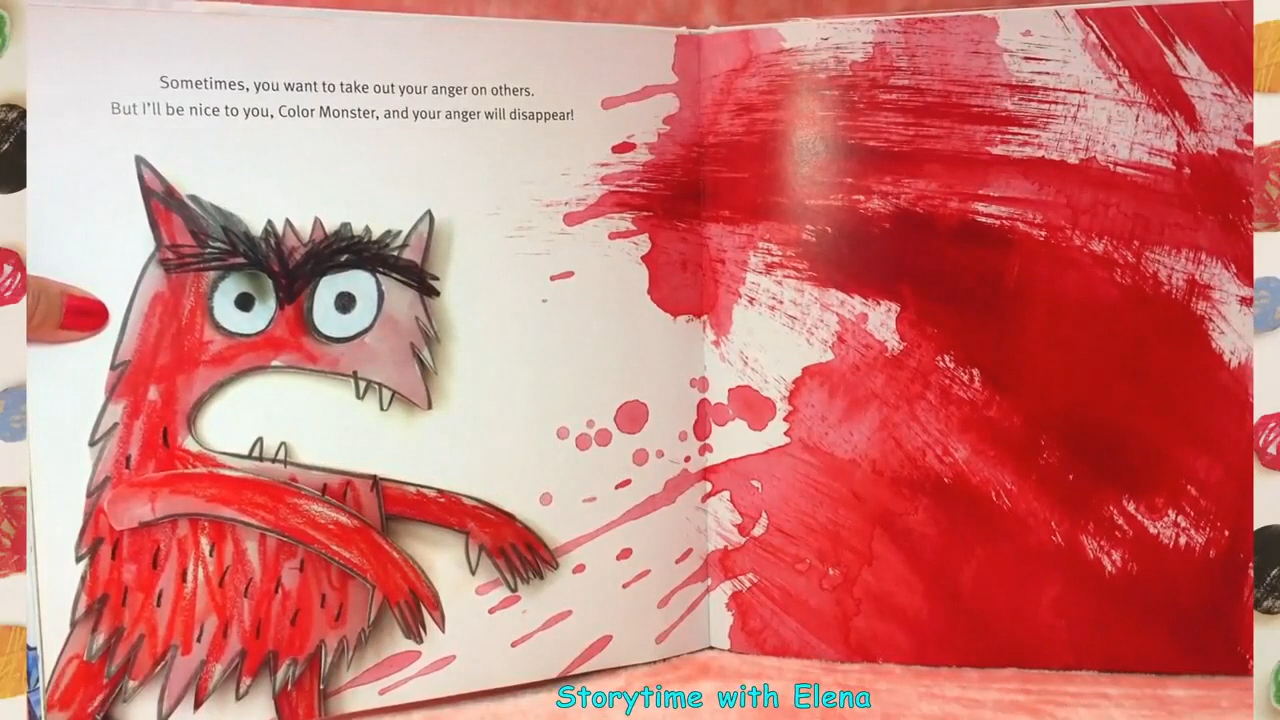 Sometimes, you want to take out your anger on others.
But I'll be nice to you, Color Monster, and your anger will disappear!
Storytime with Elena